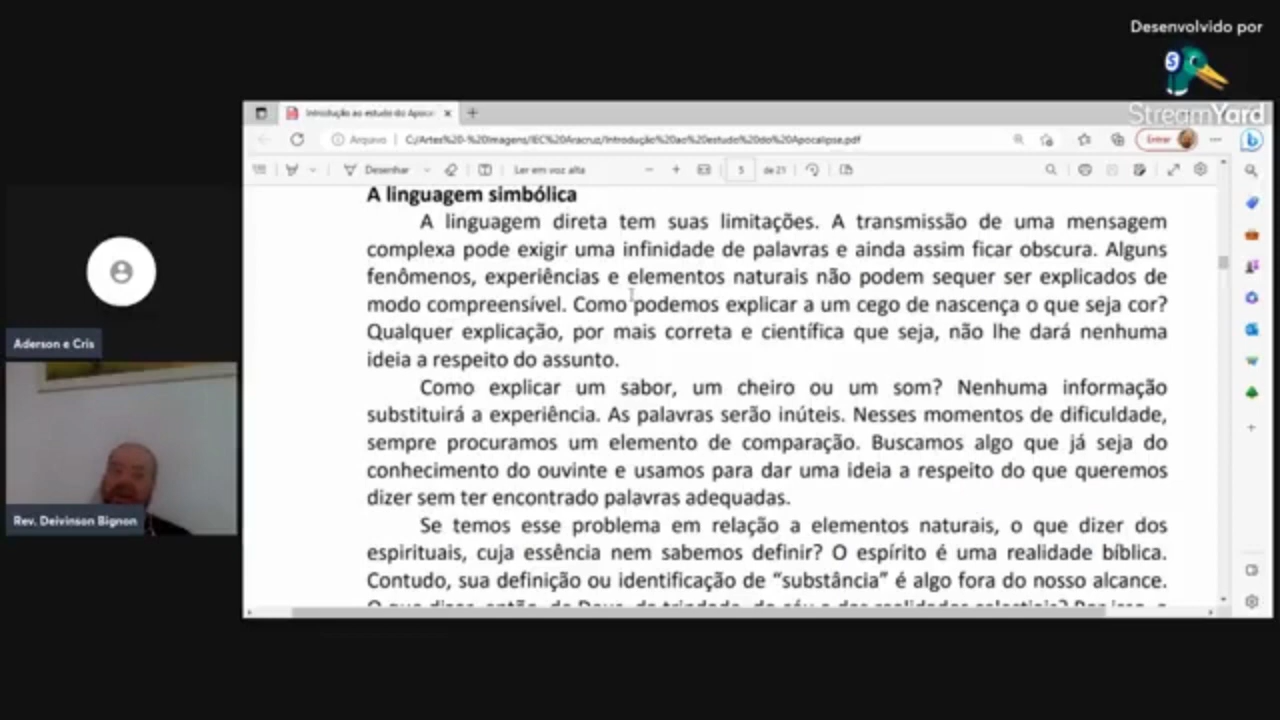 Desenvolvido por
S
StreamYard
Introdução ao estudo do Apoca
Entrar
Arquivo
C:/Artes%20-%20Imagens/IEC%20Aracruz/Introdução%20ao%20estudo%20do%20Apocalipse.pdf
Desenhar
Ler em voz alta
5
de 21
A linguagem simbólica
A linguagem direta tem suas limitações. A transmissão de uma mensagem
complexa pode exigir uma infinidade de palavras e ainda assim ficar obscura. Alguns
fenômenos, experiências e elementos naturais não podem sequer ser explicados de
modo compreensível. Como podemos explicar a um cego de nascença o que seja cor?
Qualquer explicação, por mais correta e científica que seja, não lhe dará nenhuma
ideia a respeito do assunto.
Como explicar um sabor, um cheiro ou um som? Nenhuma informação
substituirá a experiência. As palavras serão inúteis. Nesses momentos de dificuldade,
sempre procuramos um elemento de comparação. Buscamos algo que já seja do
conhecimento do ouvinte e usamos para dar uma ideia a respeito do que queremos
dizer sem ter encontrado palavras adequadas.
Se temos esse problema em relação a elementos naturais, o que dizer dos
espirituais, cuja essência nem sabemos definir? O espírito é uma realidade bíblica.
Contudo, sua definição ou identificação de “substância” é algo fora do nosso alcance.
Aderson e Cris
Rev. Deivinson Bignon